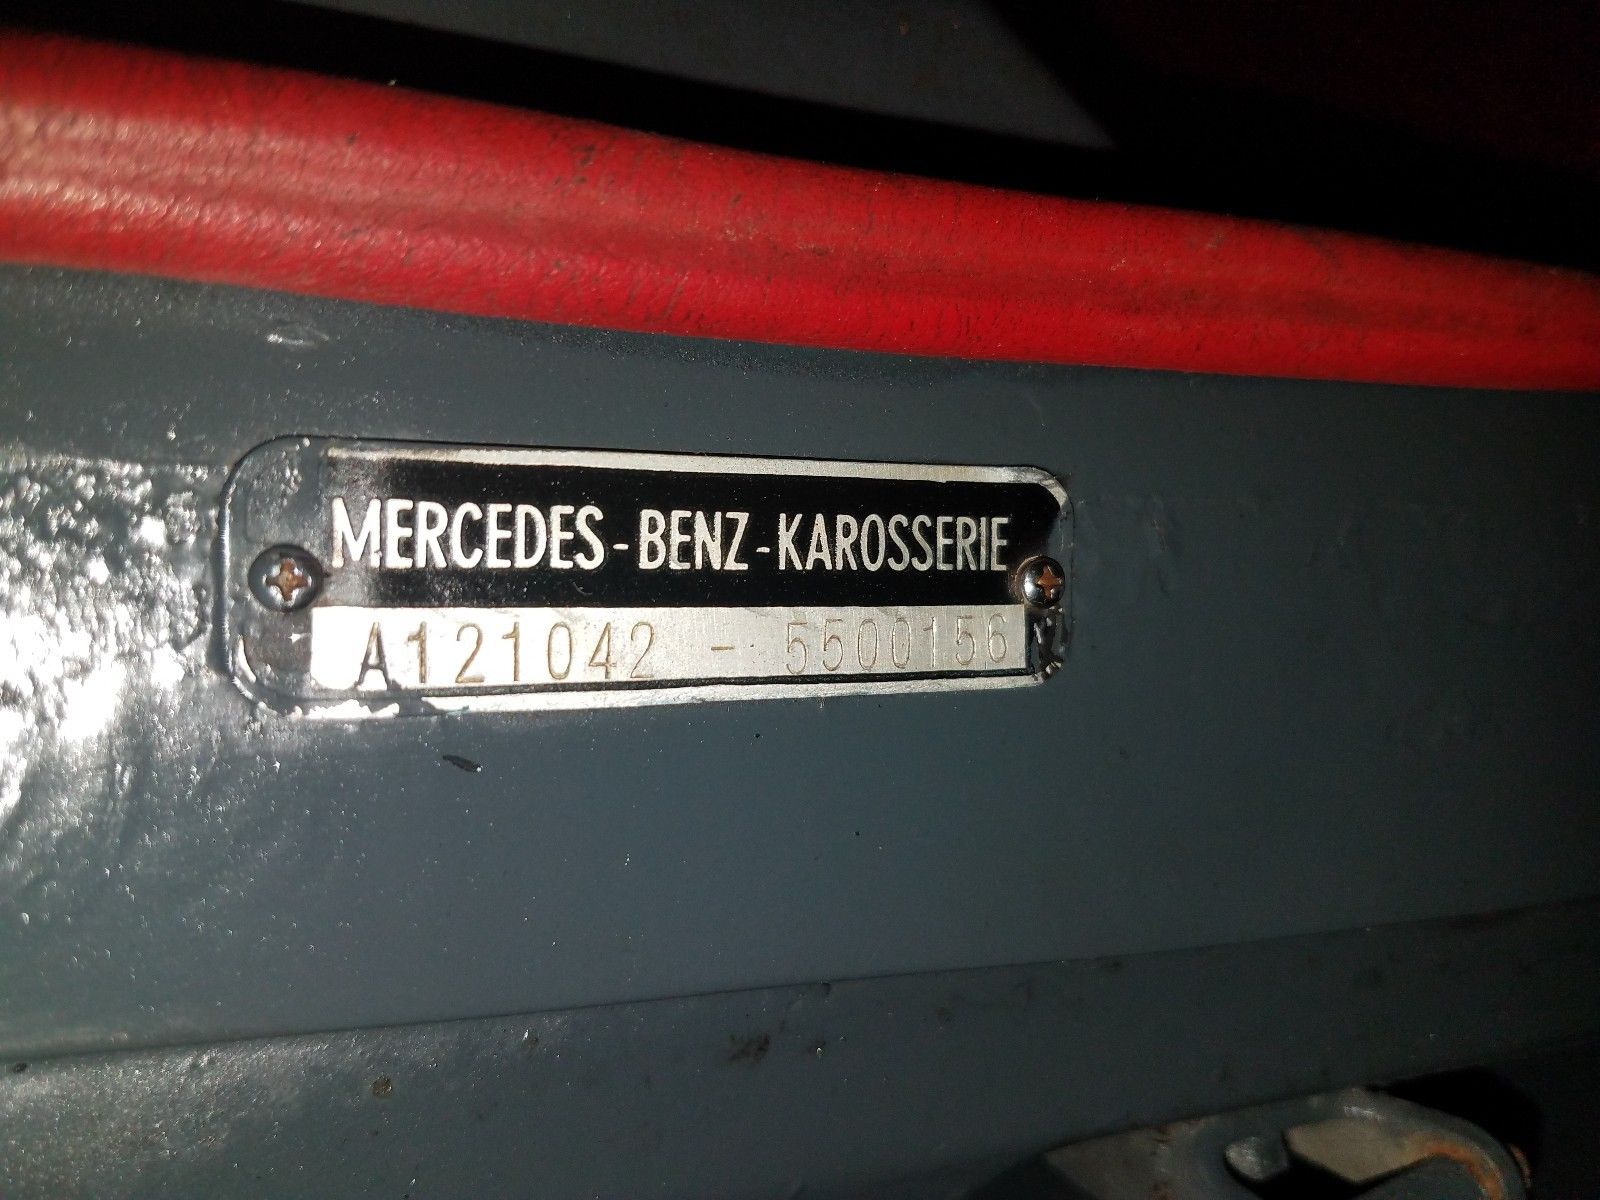 MERCEDES-BENZ-KAROSSERIE
A121042 - 5500156